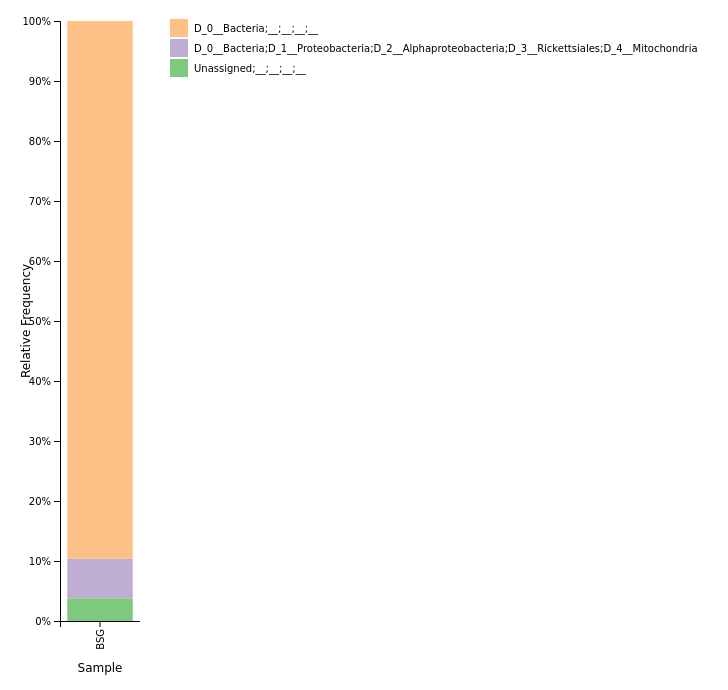 100%
90%
80%
70%
60%
50%
40%
30%
20%
10%
0%
Relative Frequency
BSG
Sample
D_0__Bacteria;__;__;__;__
D_0__Bacteria;D_1__Proteobacteria;D_2__Alphaproteobacteria;D_3__Rickettsiales;D_4__Mitochondria
Unassigned;__;__;__;__